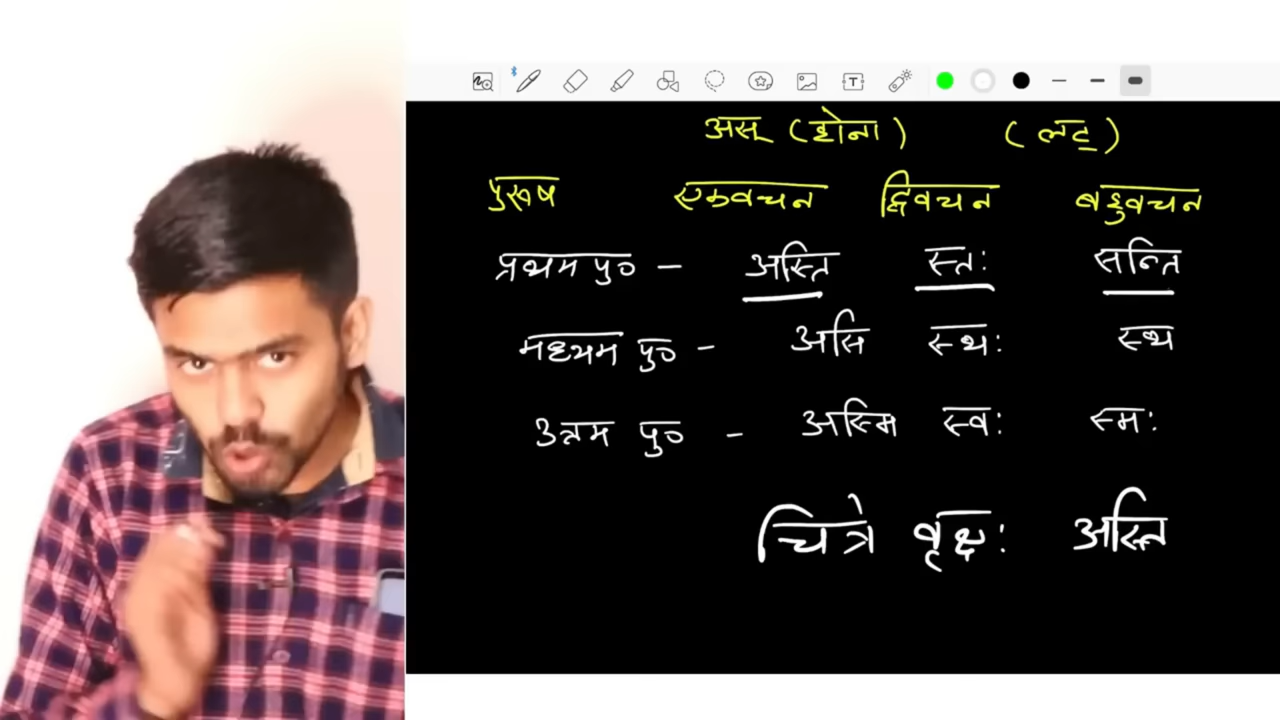 अस् (होना) (लट्)
पुरुष एकवचन द्विवचन बहुवचन
प्रथम पु० - अस्ति स्तः सन्ति
मध्यम पु० - असि स्थः स्थ
उत्तम पु० - अस्मि स्वः स्मः
चित्रे वृक्षः अस्ति